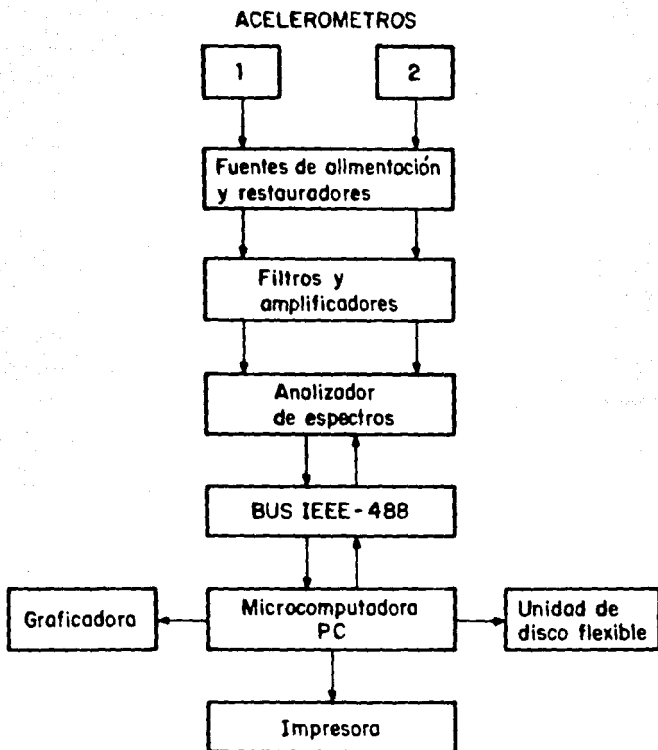 ACELEROMETROS
1
2
Fuentes de alimentación
y restauradores
Filtros y
amplificadores
Analizador
de espectros
BUS IEEE-488
Graficadora
Microcomputadora
PC
Unidad de
disco flexible
Impresora